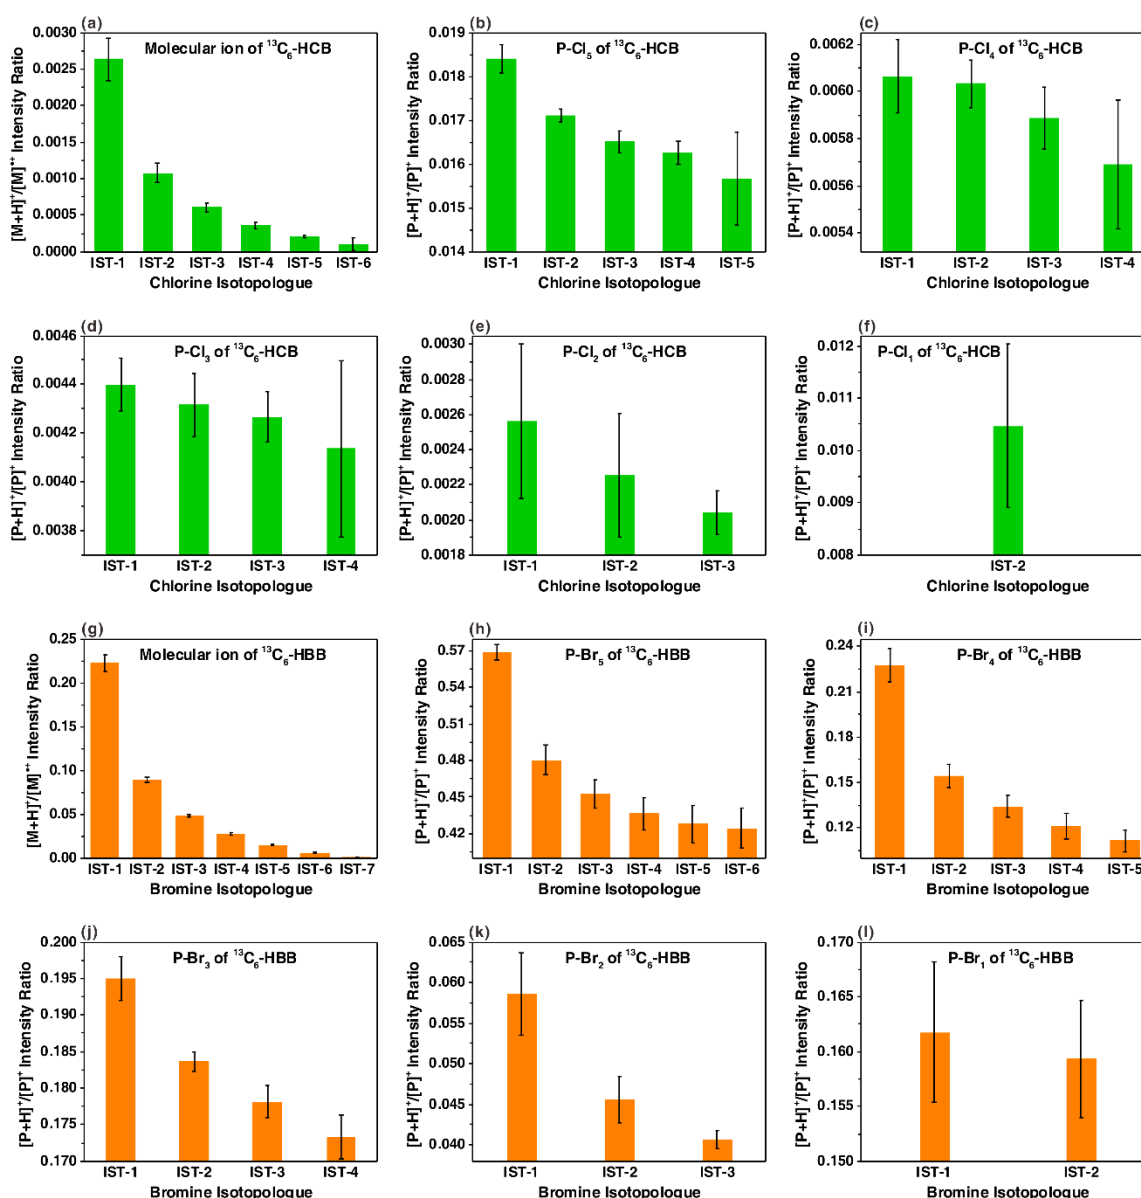 (a)
Molecular ion of ¹³C₆-HCB
[M+H]⁺/[M]•⁺ Intensity Ratio
0.0030
0.0025
0.0020
0.0015
0.0010
0.0005
0.0000
IST-1 IST-2 IST-3 IST-4 IST-5 IST-6
Chlorine Isotopologue
(b)
P-Cl₅ of ¹³C₆-HCB
[P+H]⁺/[P]⁺ Intensity Ratio
0.019
0.018
0.017
0.016
0.015
0.014
IST-1 IST-2 IST-3 IST-4 IST-5
Chlorine Isotopologue
(c)
P-Cl₄ of ¹³C₆-HCB
[P+H]⁺/[P]⁺ Intensity Ratio
0.0062
0.0060
0.0058
0.0056
0.0054
IST-1 IST-2 IST-3 IST-4
Chlorine Isotopologue
(d)
P-Cl₃ of ¹³C₆-HCB
[P+H]⁺/[P]⁺ Intensity Ratio
0.0046
0.0044
0.0042
0.0040
0.0038
IST-1 IST-2 IST-3 IST-4
Chlorine Isotopologue
(e)
P-Cl₂ of ¹³C₆-HCB
[P+H]⁺/[P]⁺ Intensity Ratio
0.0030
0.0028
0.0026
0.0024
0.0022
0.0020
0.0018
IST-1 IST-2 IST-3
Chlorine Isotopologue
(f)
P-Cl₁ of ¹³C₆-HCB
[P+H]⁺/[P]⁺ Intensity Ratio
0.012
0.011
0.010
0.009
0.008
IST-2
Chlorine Isotopologue
(g)
Molecular ion of ¹³C₆-HBB
[M+H]⁺/[M]•⁺ Intensity Ratio
0.25
0.20
0.15
0.10
0.05
0.00
IST-1 IST-2 IST-3 IST-4 IST-5 IST-6 IST-7
Bromine Isotopologue
(h)
P-Br₅ of ¹³C₆-HBB
[P+H]⁺/[P]⁺ Intensity Ratio
0.57
0.54
0.51
0.48
0.45
0.42
IST-1 IST-2 IST-3 IST-4 IST-5 IST-6
Bromine Isotopologue
(i)
P-Br₄ of ¹³C₆-HBB
[P+H]⁺/[P]⁺ Intensity Ratio
0.24
0.21
0.18
0.15
0.12
IST-1 IST-2 IST-3 IST-4 IST-5
Bromine Isotopologue
(j)
P-Br₃ of ¹³C₆-HBB
[P+H]⁺/[P]⁺ Intensity Ratio
0.200
0.195
0.190
0.185
0.180
0.175
0.170
IST-1 IST-2 IST-3 IST-4
Bromine Isotopologue
(k)
P-Br₂ of ¹³C₆-HBB
[P+H]⁺/[P]⁺ Intensity Ratio
0.065
0.060
0.055
0.050
0.045
0.040
IST-1 IST-2 IST-3
Bromine Isotopologue
(l)
P-Br₁ of ¹³C₆-HBB
[P+H]⁺/[P]⁺ Intensity Ratio
0.170
0.165
0.160
0.155
0.150
IST-1 IST-2
Bromine Isotopologue